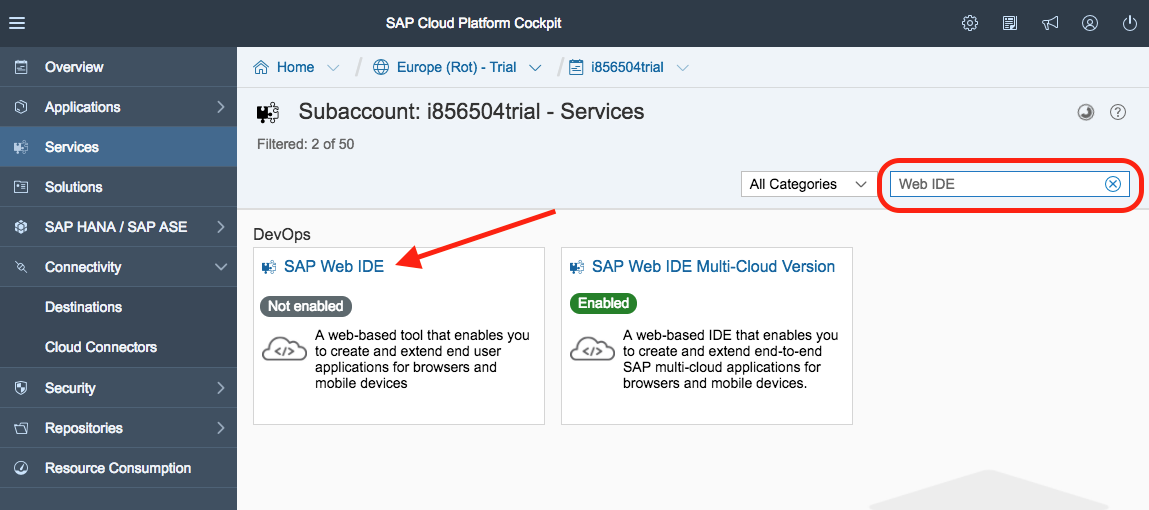 SAP Cloud Platform Cockpit
Overview
Applications
Services
Solutions
SAP HANA / SAP ASE
Connectivity
Destinations
Cloud Connectors
Security
Repositories
Resource Consumption
Home / Europe (Rot) - Trial / i856504trial
Subaccount: i856504trial - Services
Filtered: 2 of 50
All Categories
Web IDE
DevOps
SAP Web IDE
Not enabled
</>
A web-based tool that enables you
to create and extend end user
applications for browsers and
mobile devices
SAP Web IDE Multi-Cloud Version
Enabled
</>
A web-based IDE that enables you
to create and extend end-to-end
SAP multi-cloud applications for
browsers and mobile devices.